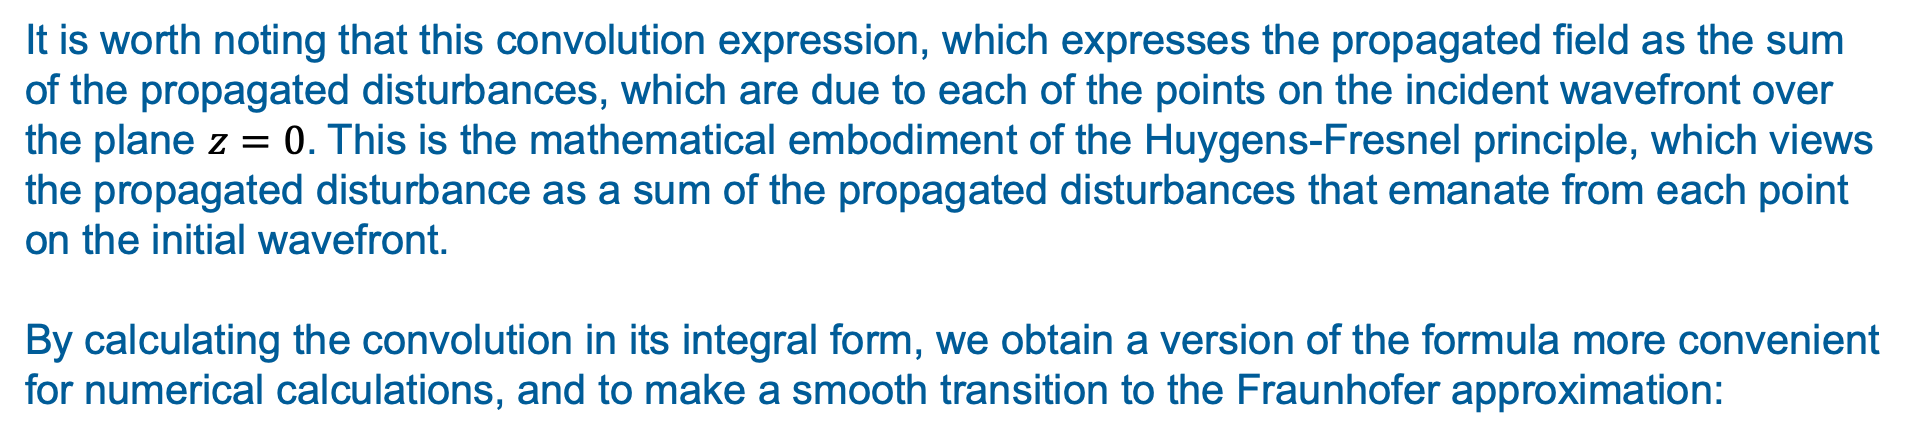 It is worth noting that this convolution expression, which expresses the propagated field as the sum
of the propagated disturbances, which are due to each of the points on the incident wavefront over
the plane z = 0. This is the mathematical embodiment of the Huygens-Fresnel principle, which views
the propagated disturbance as a sum of the propagated disturbances that emanate from each point
on the initial wavefront.
By calculating the convolution in its integral form, we obtain a version of the formula more convenient
for numerical calculations, and to make a smooth transition to the Fraunhofer approximation: